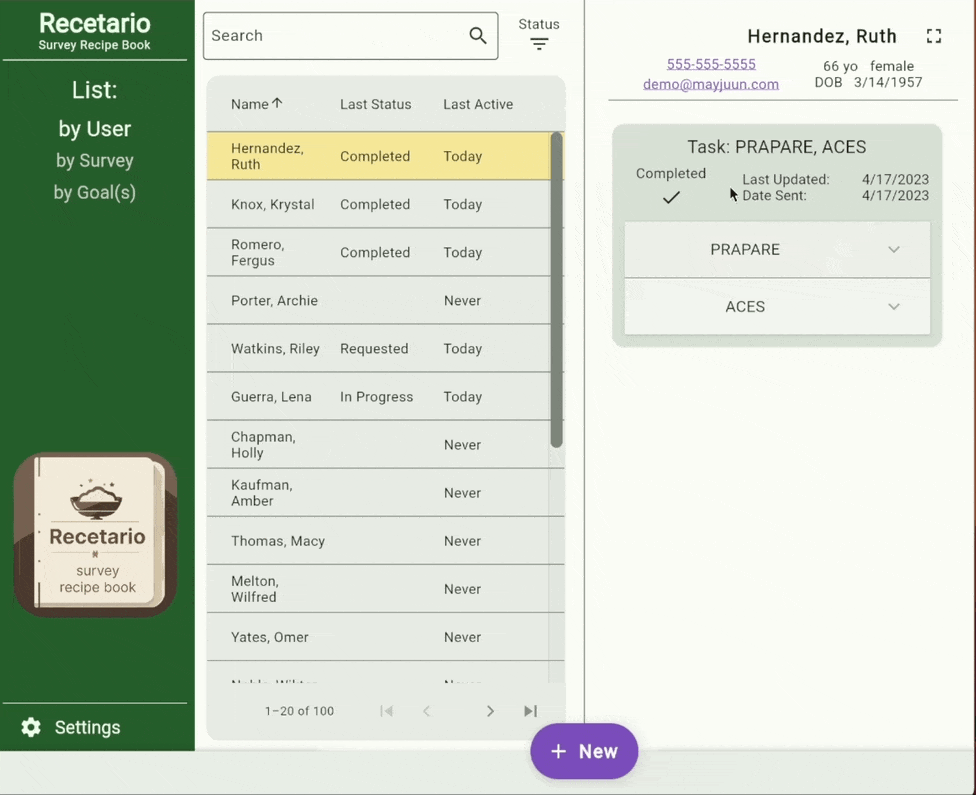 Recetario
Survey Recipe Book
List:
by User
by Survey
by Goal(s)
Recetario
survey
recipe book
Settings
Search
Status
Name Last Status Last Active
Hernandez, Ruth Completed Today
Knox, Krystal Completed Today
Romero, Fergus Completed Today
Porter, Archie Never
Watkins, Riley Requested Today
Guerra, Lena In Progress Today
Chapman, Holly Never
Kaufman, Amber Never
Thomas, Macy Never
Melton, Wilfred Never
Yates, Omer Never
1–20 of 100
+ New
Hernandez, Ruth
555-555-5555
demo@mayjuun.com
66 yo female
DOB 3/14/1957
Task: PRAPARE, ACES
Completed
Last Updated: 4/17/2023
Date Sent: 4/17/2023
PRAPARE
ACES